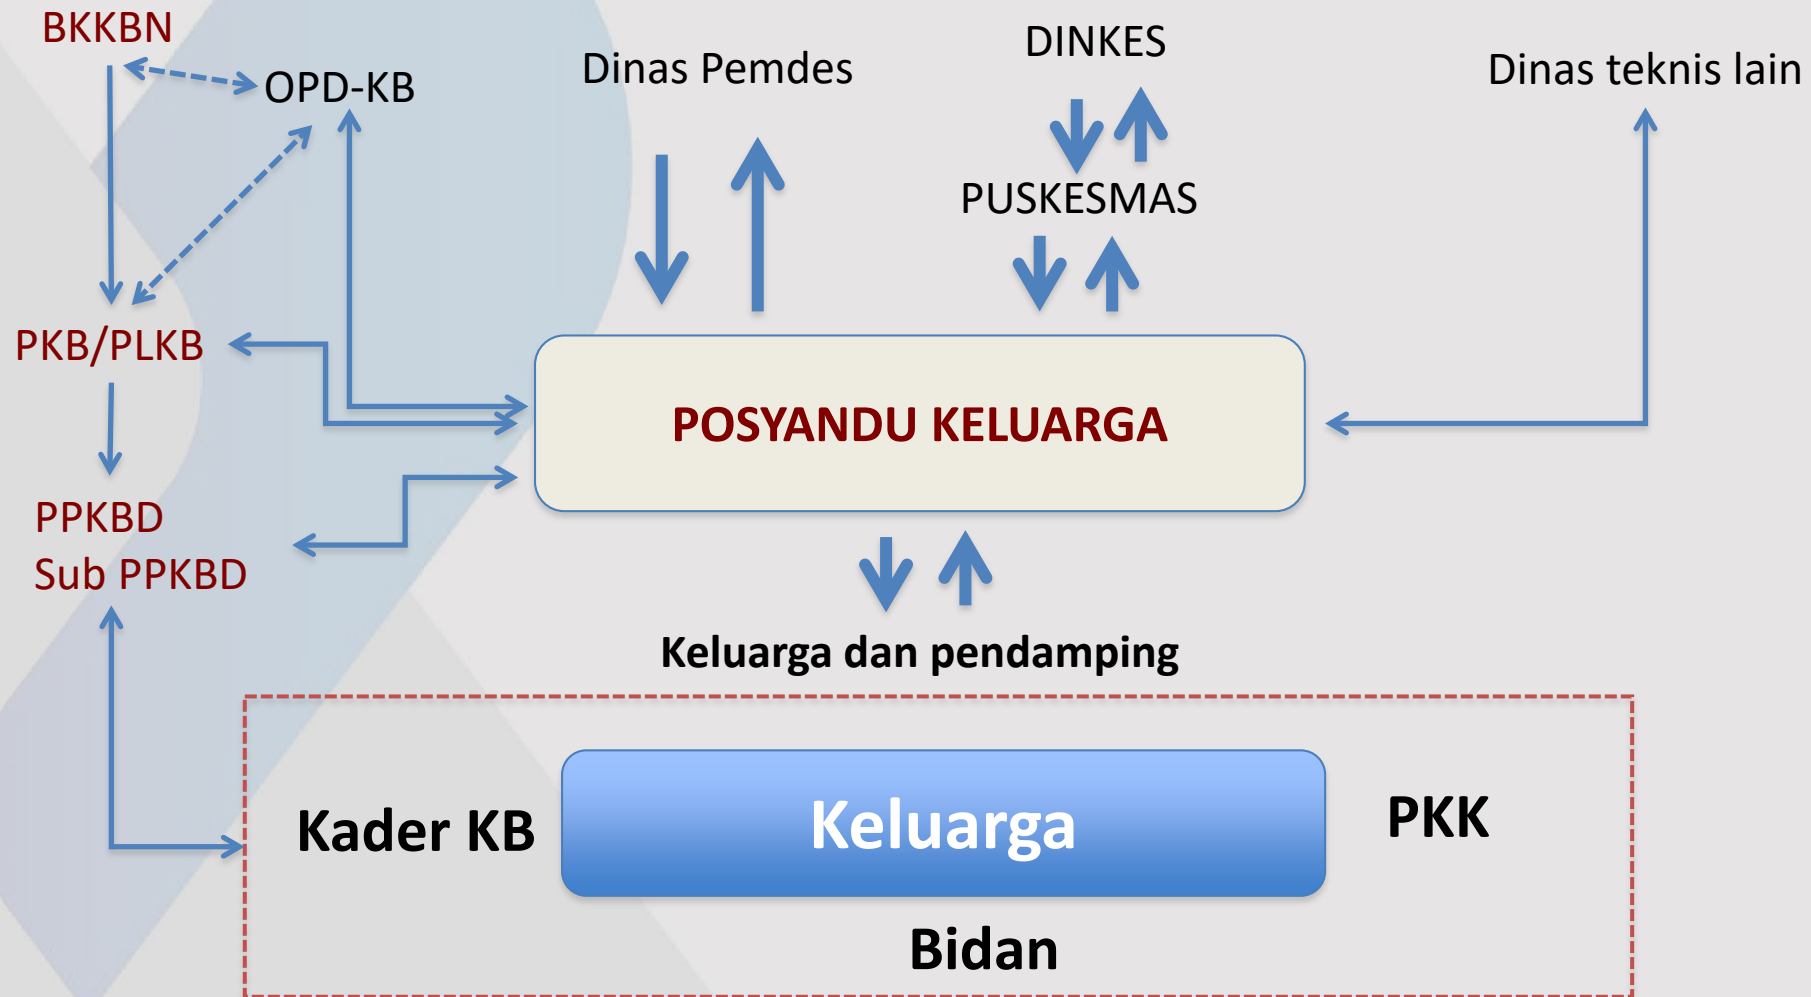 BKKBN
OPD-KB
Dinas Pemdes
DINKES
Dinas teknis lain
PUSKESMAS
PKB/PLKB
POSYANDU KELUARGA
PPKBD
Sub PPKBD
Keluarga dan pendamping
Kader KB
Keluarga
PKK
Bidan